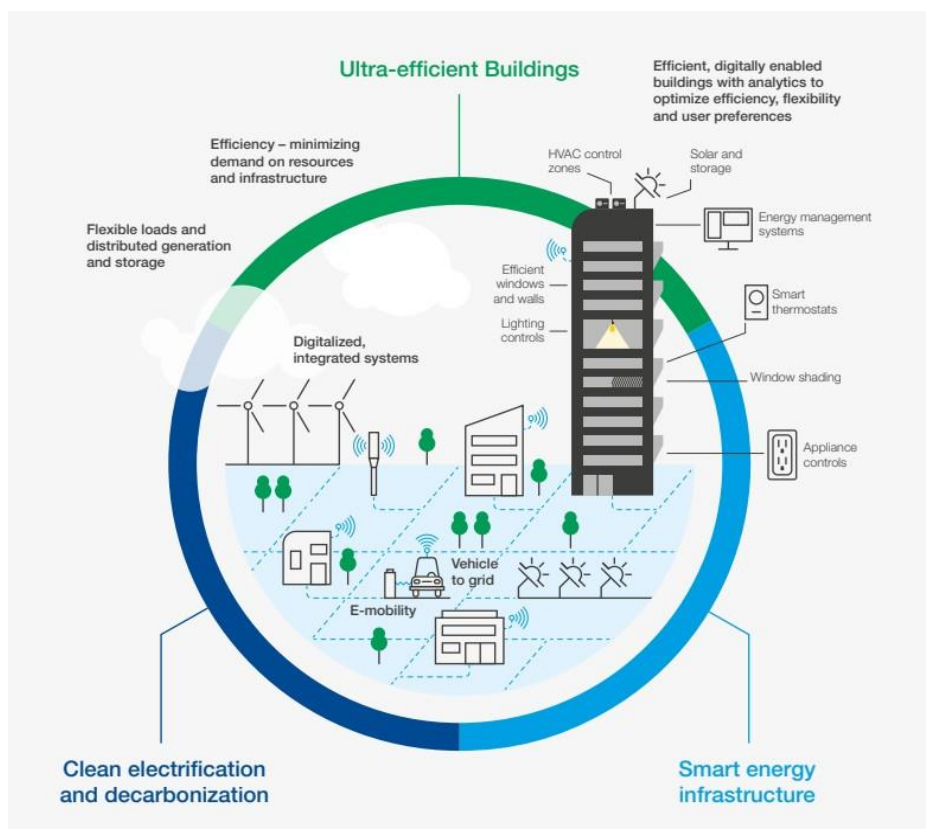 Ultra-efficient Buildings
Efficient, digitally enabled
buildings with analytics to
optimize efficiency, flexibility
and user preferences
Efficiency – minimizing
demand on resources
and infrastructure
HVAC control
zones
Solar and
storage
Flexible loads and
distributed generation
and storage
Energy management
systems
Efficient
windows
and walls
Smart
thermostats
Lighting
controls
Digitalized,
integrated systems
Window shading
Appliance
controls
Vehicle
to grid
E-mobility
Clean electrification
and decarbonization
Smart energy
infrastructure